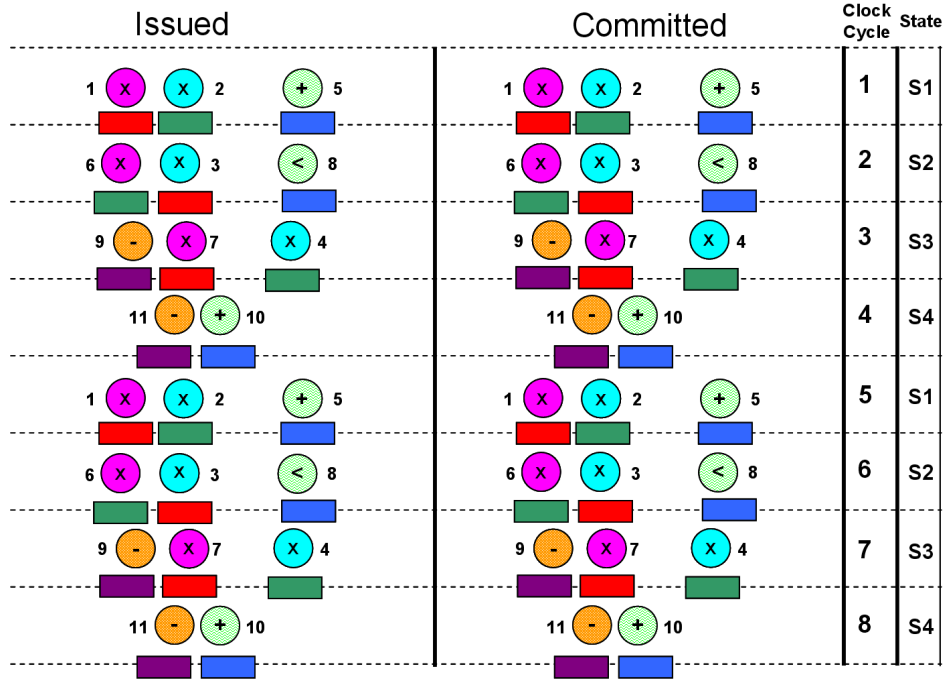 Issued Committed Clock Cycle State
1 x x 2 + 5 1 x x 2 + 5 1 S1
6 x x 3 < 8 6 x x 3 < 8 2 S2
9 - x 7 x 4 9 - x 7 x 4 3 S3
11 - + 10 11 - + 10 4 S4
1 x x 2 + 5 1 x x 2 + 5 5 S1
6 x x 3 < 8 6 x x 3 < 8 6 S2
9 - x 7 x 4 9 - x 7 x 4 7 S3
11 - + 10 11 - + 10 8 S4